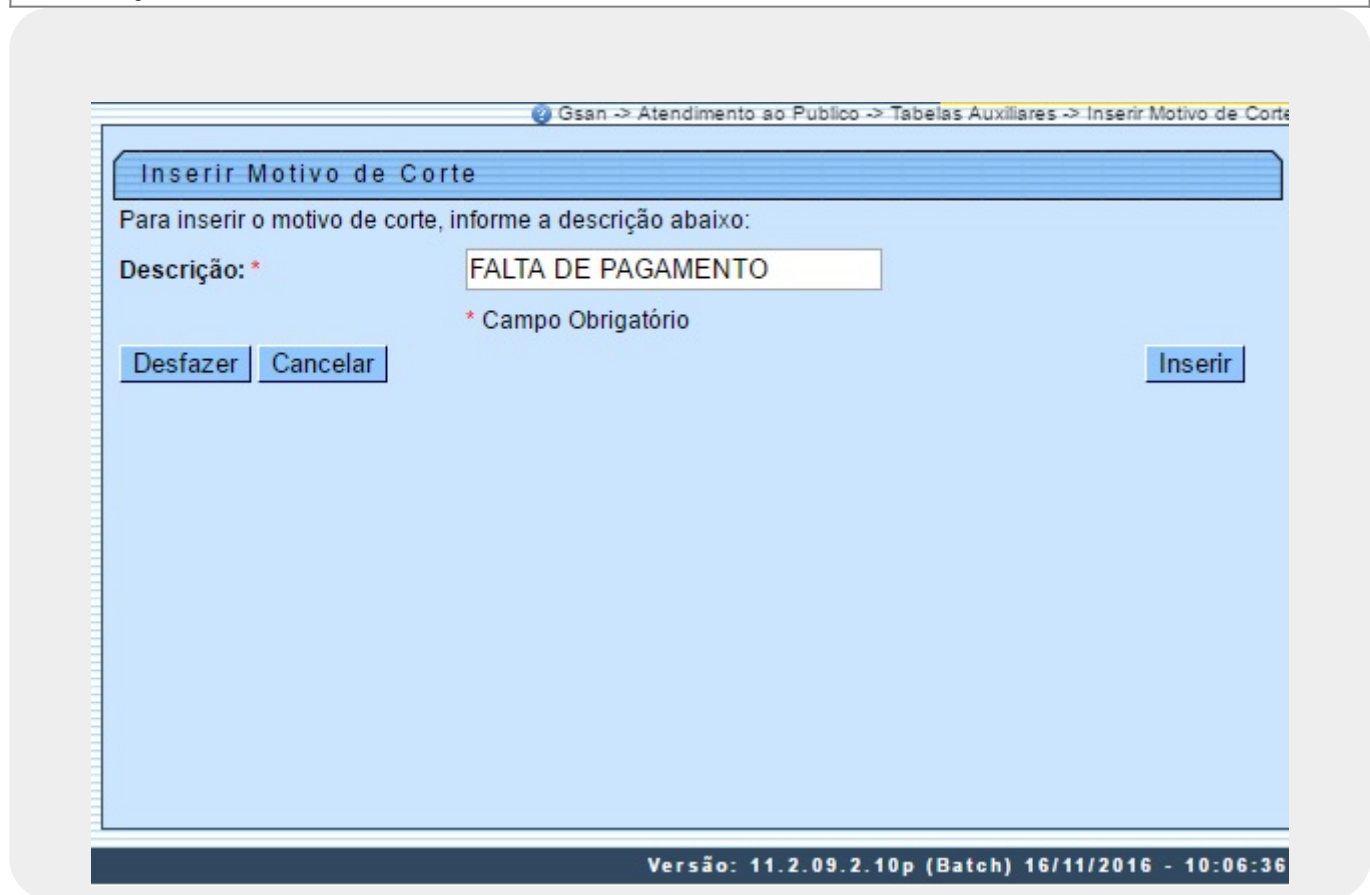 Gsan -> Atendimento ao Publico -> Tabelas Auxiliares -> Inserir Motivo de Corte
Inserir Motivo de Corte
Para inserir o motivo de corte, informe a descrição abaixo:
Descrição: * FALTA DE PAGAMENTO
* Campo Obrigatório
Desfazer Cancelar Inserir
Versão: 11.2.09.2.10p (Batch) 16/11/2016 - 10:06:36